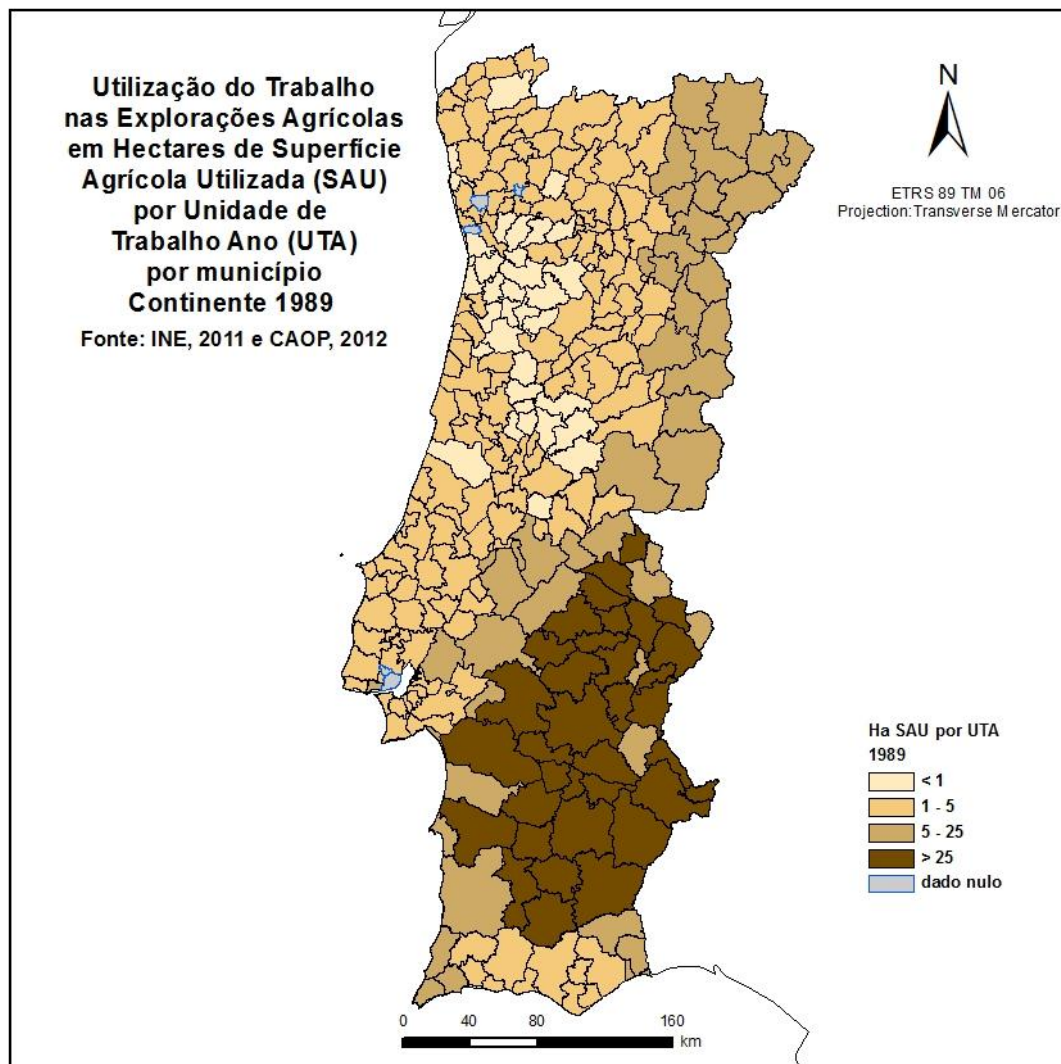 Utilização do Trabalho
nas Explorações Agrícolas
em Hectares de Superfície
Agrícola Utilizada (SAU)
por Unidade de
Trabalho Ano (UTA)
por município
Continente 1989
Fonte: INE, 2011 e CAOP, 2012
N
ETRS 89 TM 06
Projection: Transverse Mercator
Ha SAU por UTA
1989
< 1
1 - 5
5 - 25
> 25
dado nulo
0 40 80 160
km